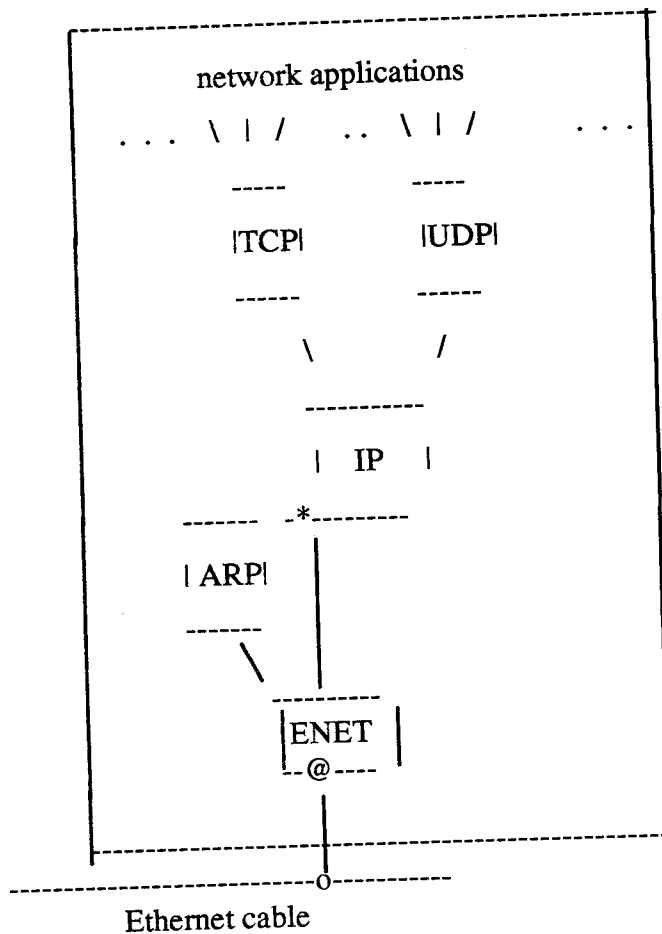 network applications
. . . \ | / . . \ | / . . .
----- -----
|TCP| |UDP|
------ ------
\ /
-----------
| IP |
------- -*---------
| ARP|
-------
\ |
----------
|ENET |
--@----
|
----------------------------o-----------
Ethernet cable